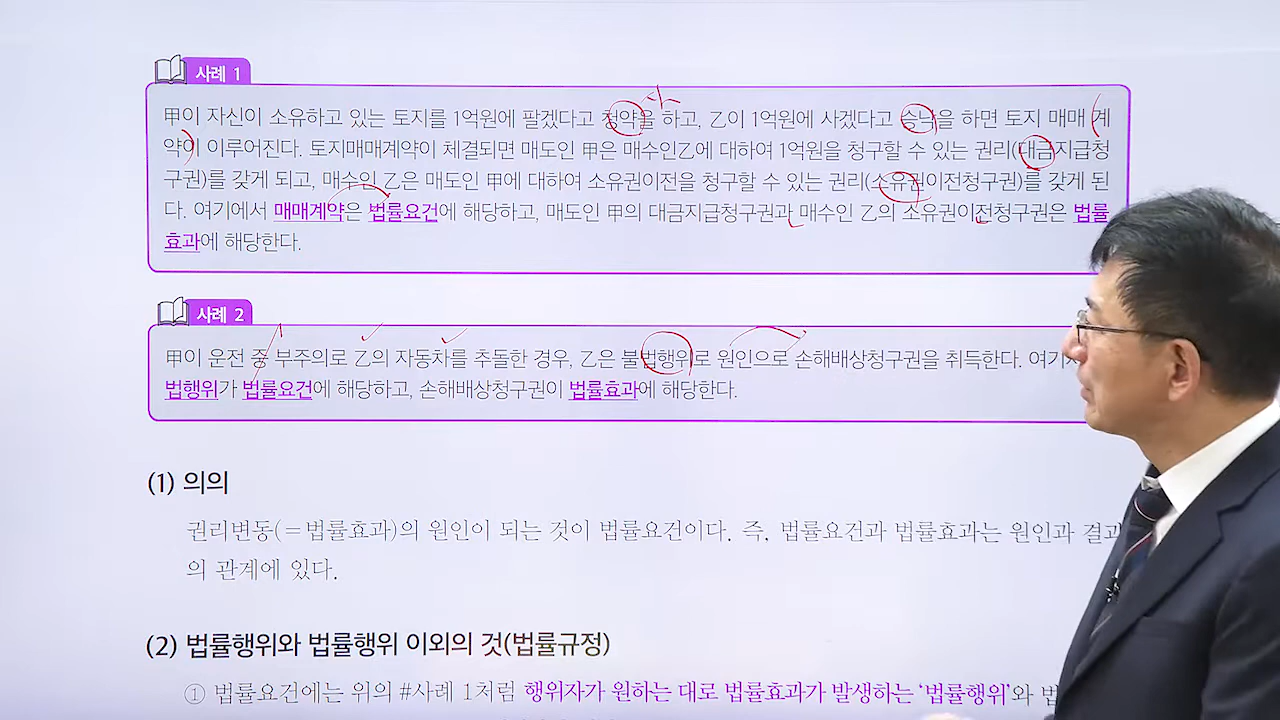 사례 1
甲이 자신이 소유하고 있는 토지를 1억원에 팔겠다고 청약을 하고, 乙이 1억원에 사겠다고 승낙을 하면 토지 매매 계
약이 이루어진다. 토지매매계약이 체결되면 매도인 甲은 매수인乙에 대하여 1억원을 청구할 수 있는 권리(대금지급청
구권)를 갖게 되고, 매수인 乙은 매도인 甲에 대하여 소유권이전을 청구할 수 있는 권리(소유권이전청구권)를 갖게 된
다. 여기에서 매매계약은 법률요건에 해당하고, 매도인 甲의 대금지급청구권과 매수인 乙의 소유권이전청구권은 법률
효과에 해당한다.
사례 2
甲이 운전 중 부주의로 乙의 자동차를 추돌한 경우, 乙은 불법행위로 원인으로 손해배상청구권을 취득한다. 여기
법행위가 법률요건에 해당하고, 손해배상청구권이 법률효과에 해당한다.
(1) 의의
권리변동(=법률효과)의 원인이 되는 것이 법률요건이다. 즉, 법률요건과 법률효과는 원인과 결과
의 관계에 있다.
(2) 법률행위와 법률행위 이외의 것(법률규정)
① 법률요건에는 위의 #사례 1처럼 행위자가 원하는 대로 법률효과가 발생하는 ‘법률행위’와 법